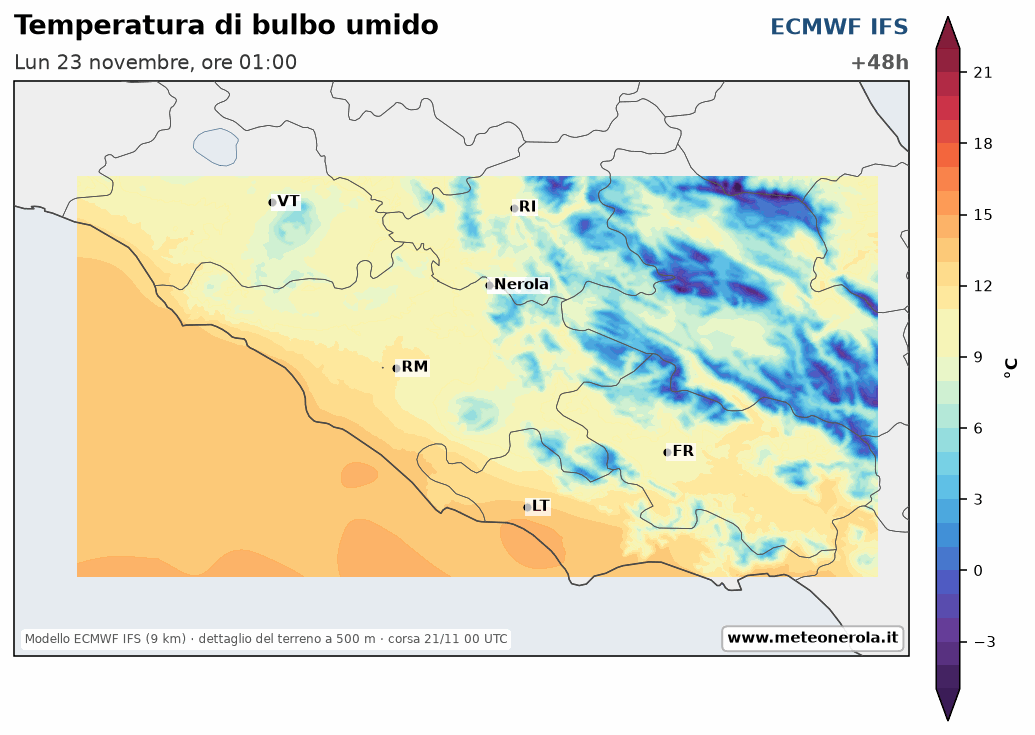 Temperatura di bulbo umido
ECMWF IFS
Lun 23 novembre, ore 01:00
+48h
VT
RI
Nerola
RM
FR
LT
21
18
15
12
9
6
3
0
−3
°C
Modello ECMWF IFS (9 km) · dettaglio del terreno a 500 m · corsa 21/11 00 UTC
www.meteonerola.it